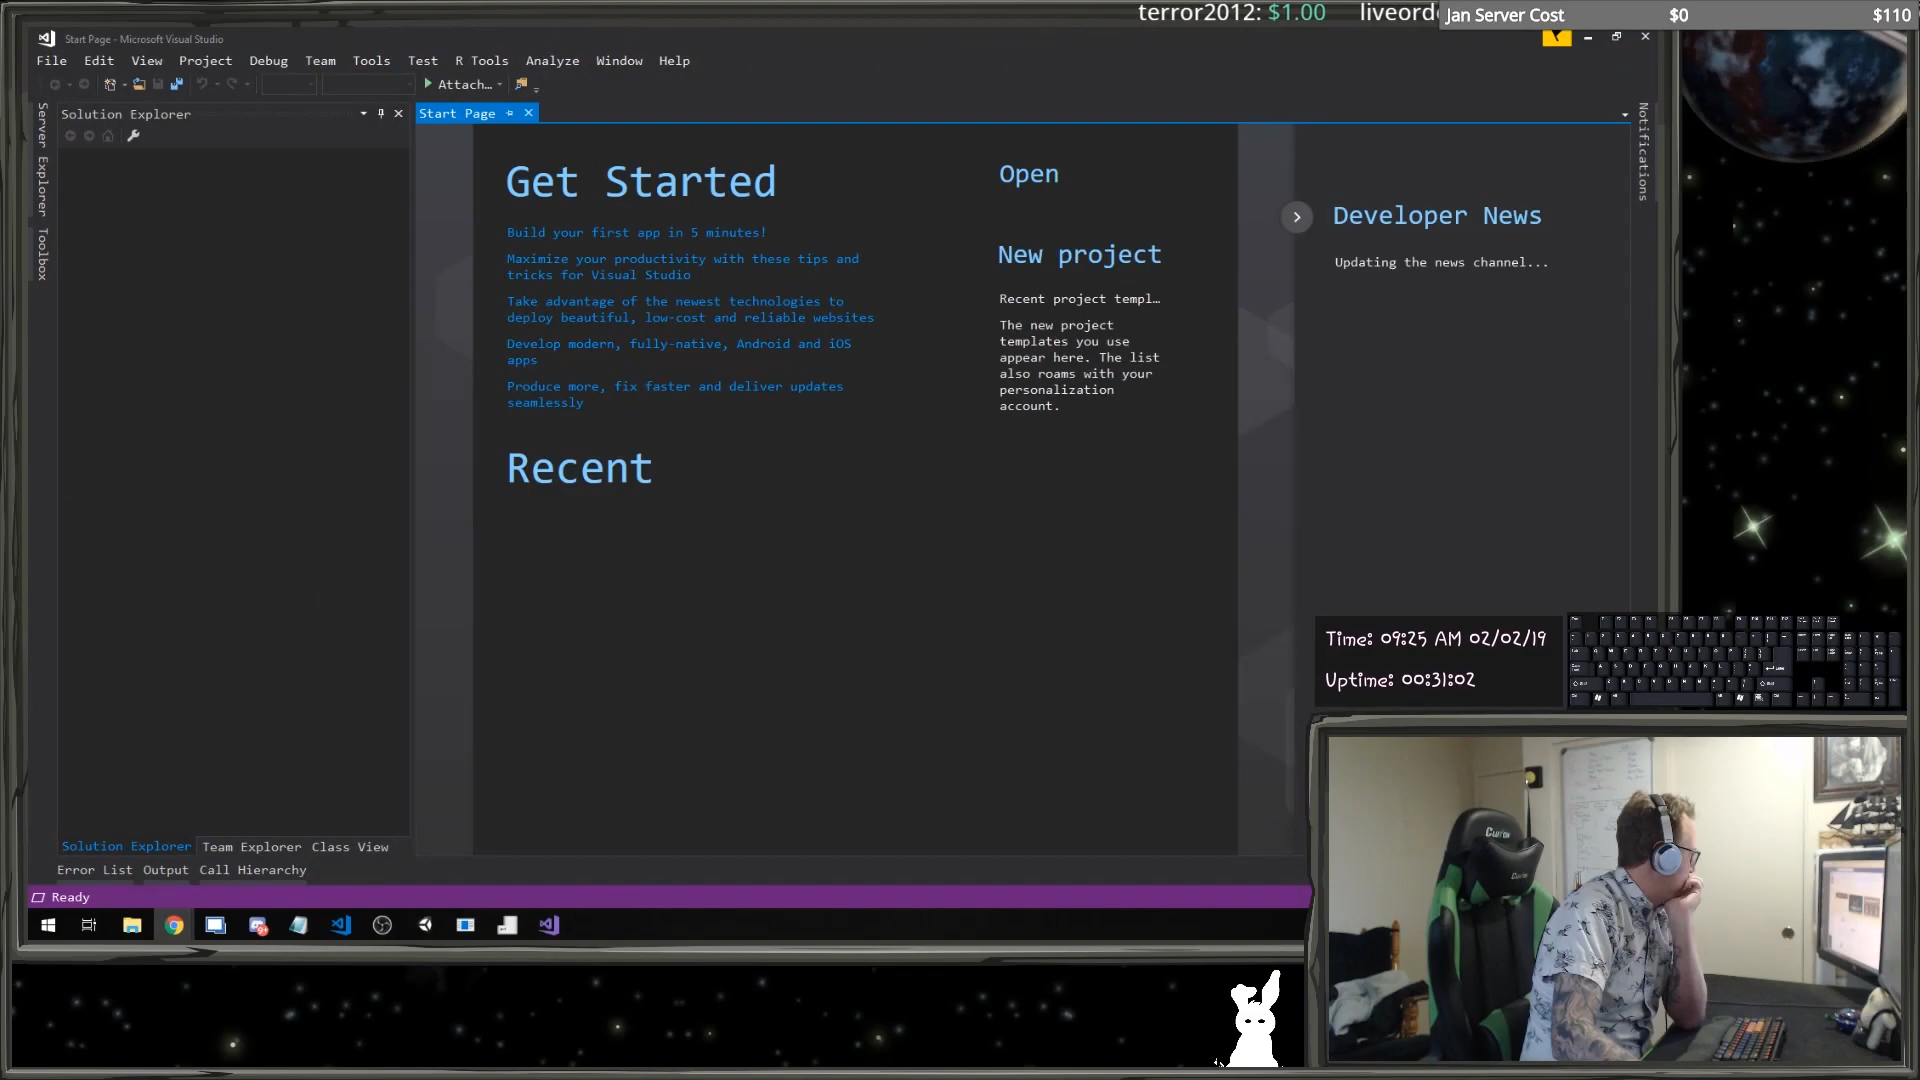 terror2012: $1.00
liveord
Jan Server Cost
$0
$110
Start Page - Microsoft Visual Studio
File Edit View Project Debug Team Tools Test R Tools Analyze Window Help
Attach...
Server Explorer
Toolbox
Solution Explorer
Start Page
Notifications
Get Started
Build your first app in 5 minutes!
Maximize your productivity with these tips and
tricks for Visual Studio
Take advantage of the newest technologies to
deploy beautiful, low-cost and reliable websites
Develop modern, fully-native, Android and iOS
apps
Produce more, fix faster and deliver updates
seamlessly
Recent
Open
New project
Recent project templ…
The new project
templates you use
appear here. The list
also roams with your
personalization
account.
Developer News
Updating the news channel...
Time: 09:25 AM 02/02/19
Uptime: 00:31:02
Solution Explorer Team Explorer Class View
Error List Output Call Hierarchy
Ready